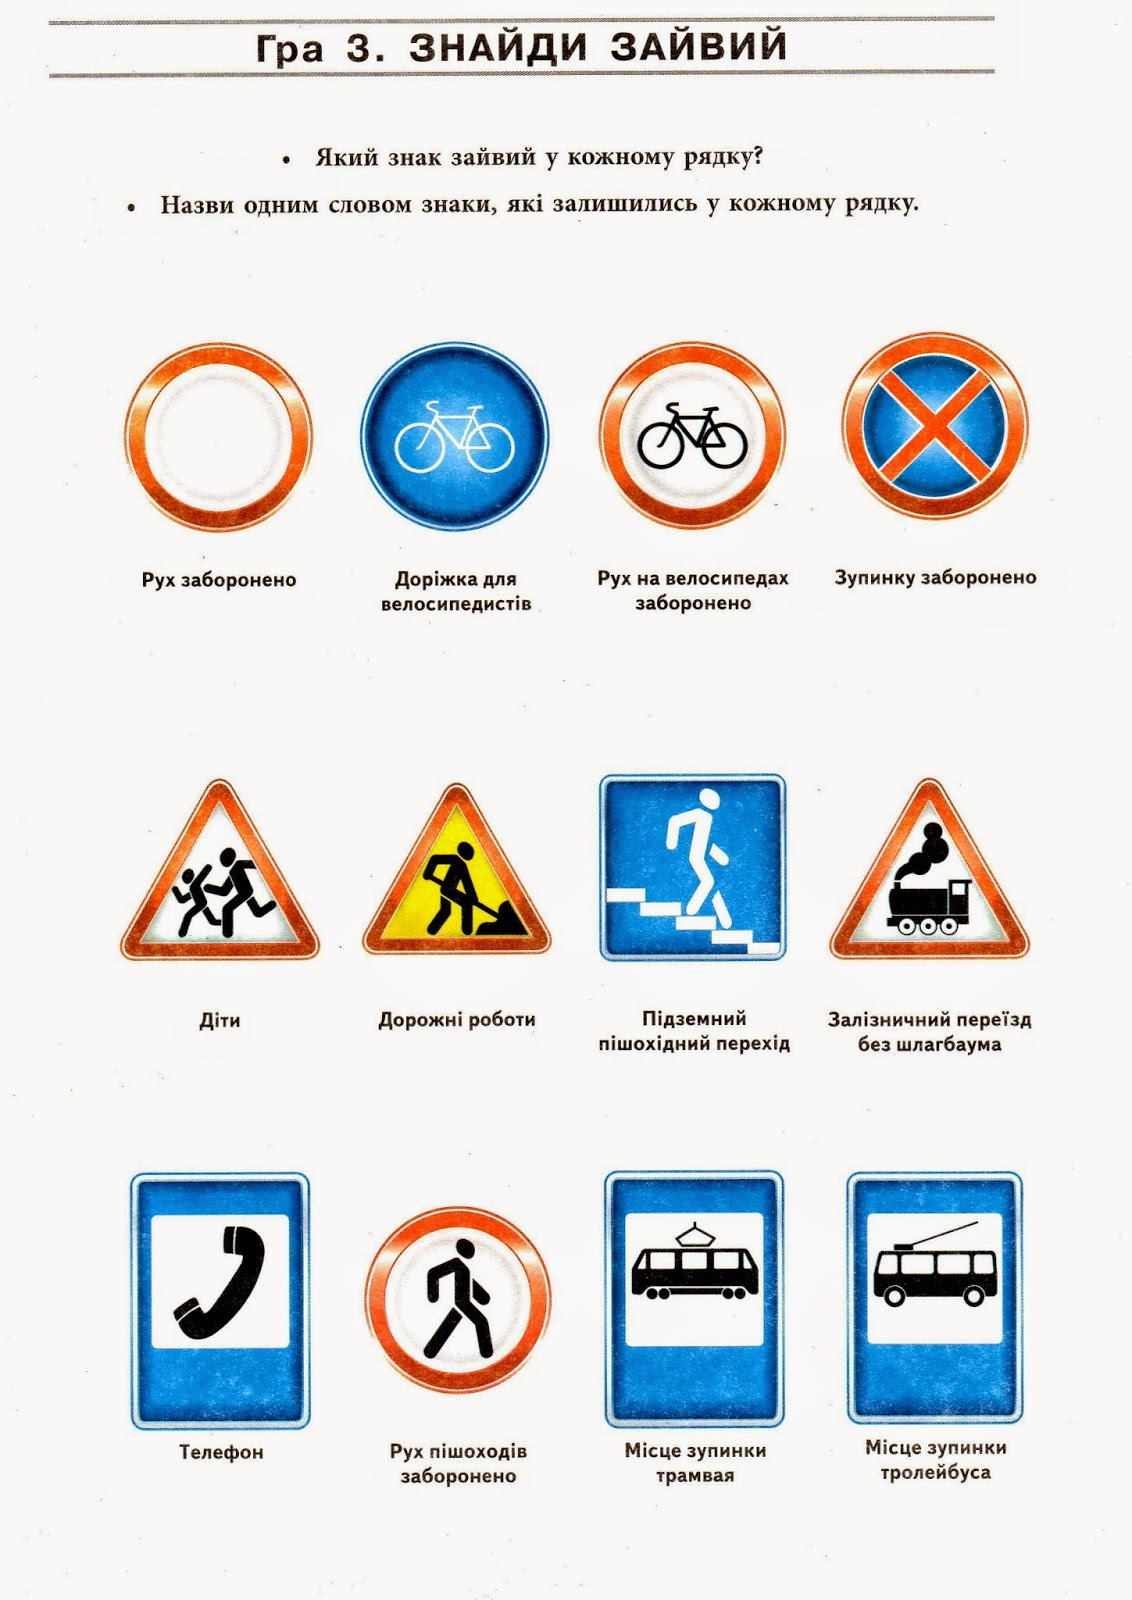 Гра 3. ЗНАЙДИ ЗАЙВИЙ
• Який знак зайвий у кожному рядку?
• Назви одним словом знаки, які залишились у кожному рядку.
Рух заборонено
Доріжка для
велосипедистів
Рух на велосипедах
заборонено
Зупинку заборонено
Діти
Дорожні роботи
Підземний
пішохідний перехід
Залізничний переїзд
без шлагбаума
Телефон
Рух пішоходів
заборонено
Місце зупинки
трамвая
Місце зупинки
тролейбуса